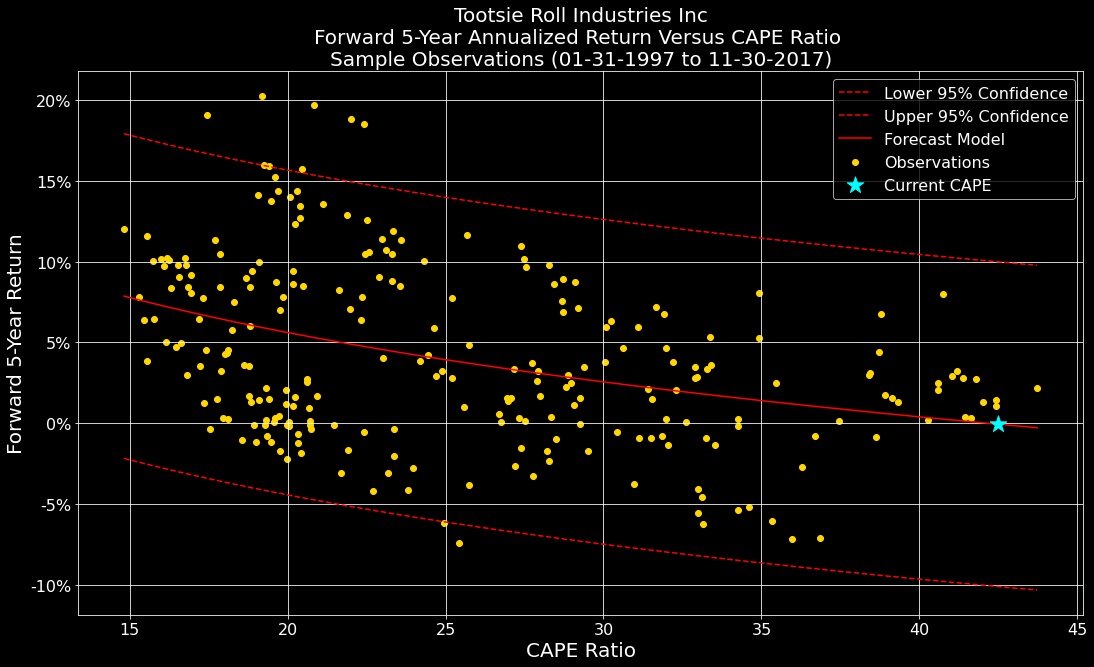 Tootsie Roll Industries Inc
Forward 5-Year Annualized Return Versus CAPE Ratio
Sample Observations (01-31-1997 to 11-30-2017)
Lower 95% Confidence
Upper 95% Confidence
Forecast Model
Observations
Current CAPE
Forward 5-Year Return
20%
15%
10%
5%
0%
-5%
-10%
15 20 25 30 35 40 45
CAPE Ratio